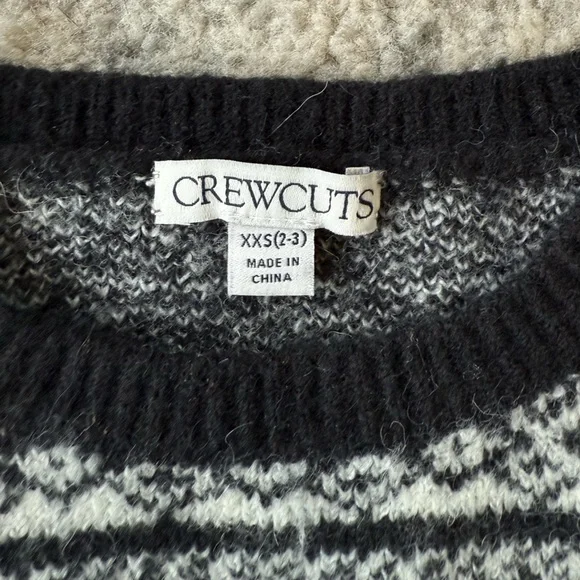 CREWCUTS
XXS(2-3)
MADE IN
CHINA